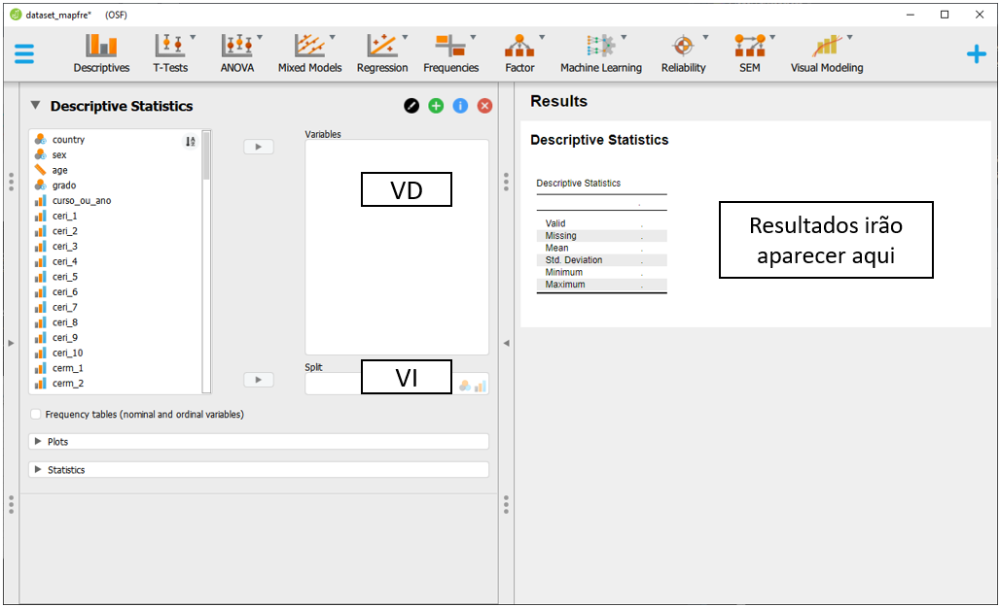 dataset_mapfre* (OSF)
Descriptives T-Tests ANOVA Mixed Models Regression Frequencies Factor Machine Learning Reliability SEM Visual Modeling
Descriptive Statistics
country
sex
age
grado
curso_ou_ano
ceri_1
ceri_2
ceri_3
ceri_4
ceri_5
ceri_6
ceri_7
ceri_8
ceri_9
ceri_10
cerm_1
cerm_2
Variables
VD
Split
VI
Frequency tables (nominal and ordinal variables)
Plots
Statistics
Results
Descriptive Statistics
Descriptive Statistics
.
Valid .
Missing .
Mean .
Std. Deviation .
Minimum .
Maximum .
Resultados irão
aparecer aqui